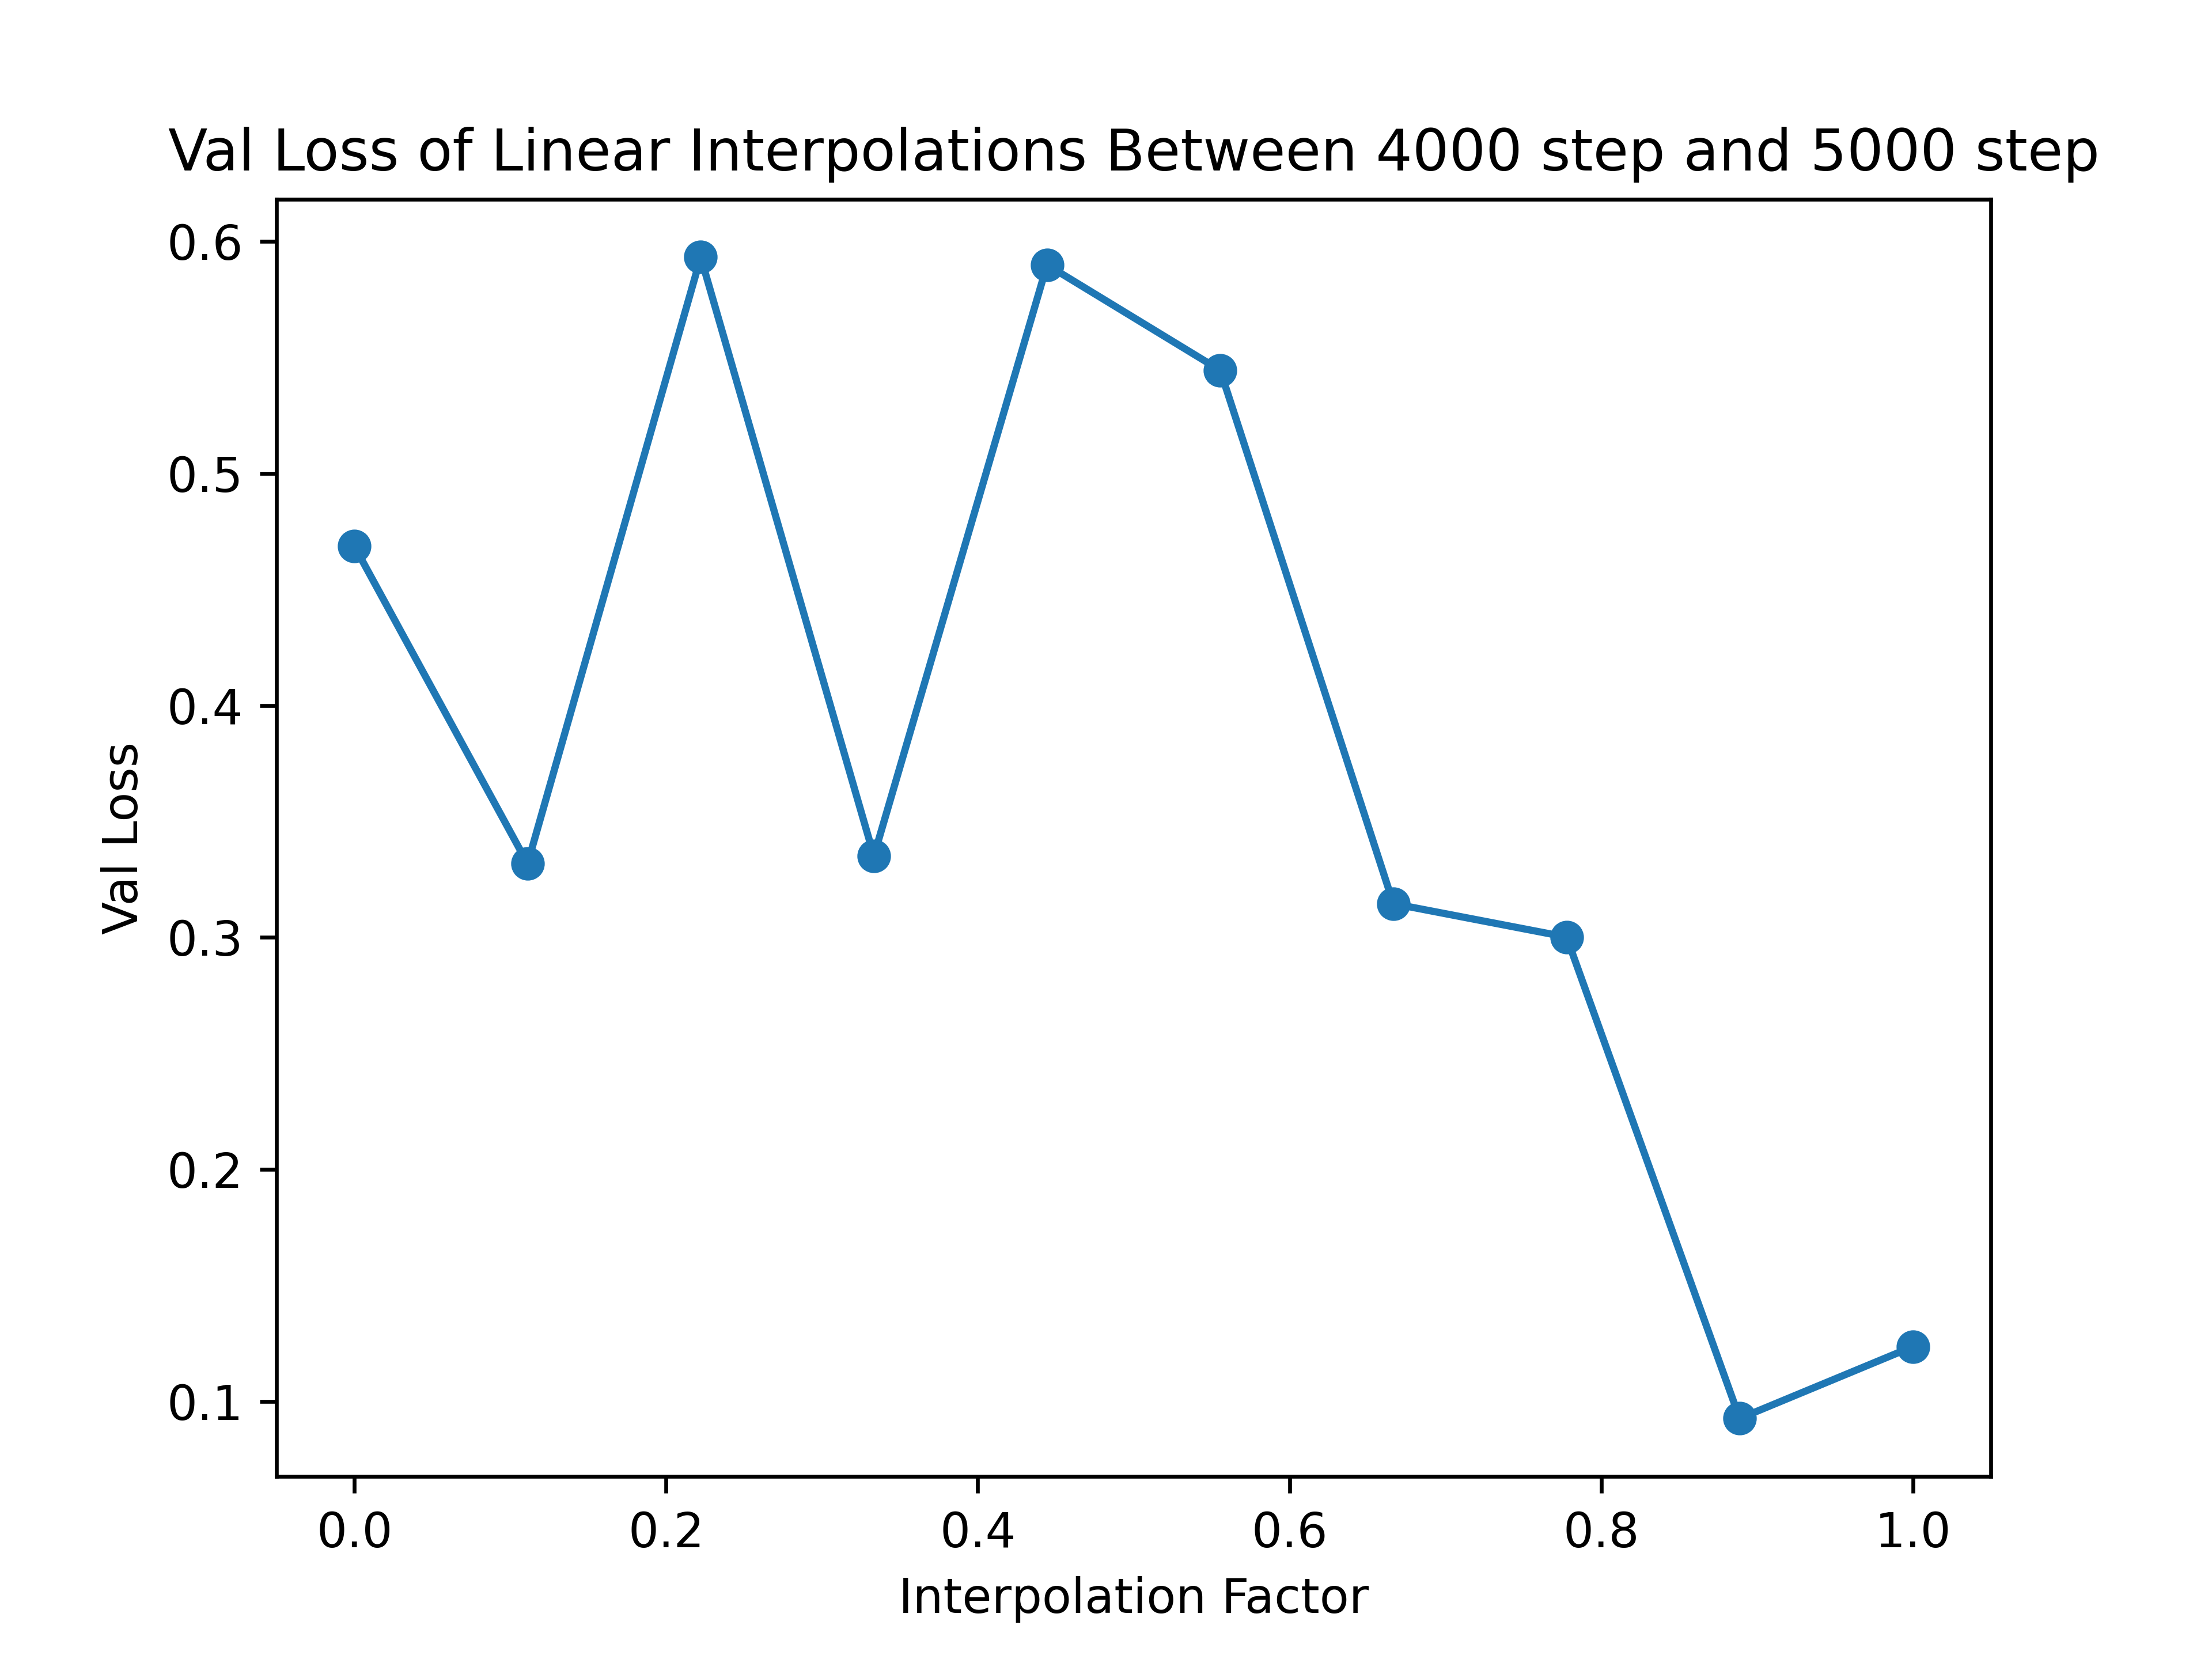 Val Loss of Linear Interpolations Between 4000 step and 5000 step
0.6
0.5
0.4
0.3
0.2
0.1
Val Loss
0.0 0.2 0.4 0.6 0.8 1.0
Interpolation Factor